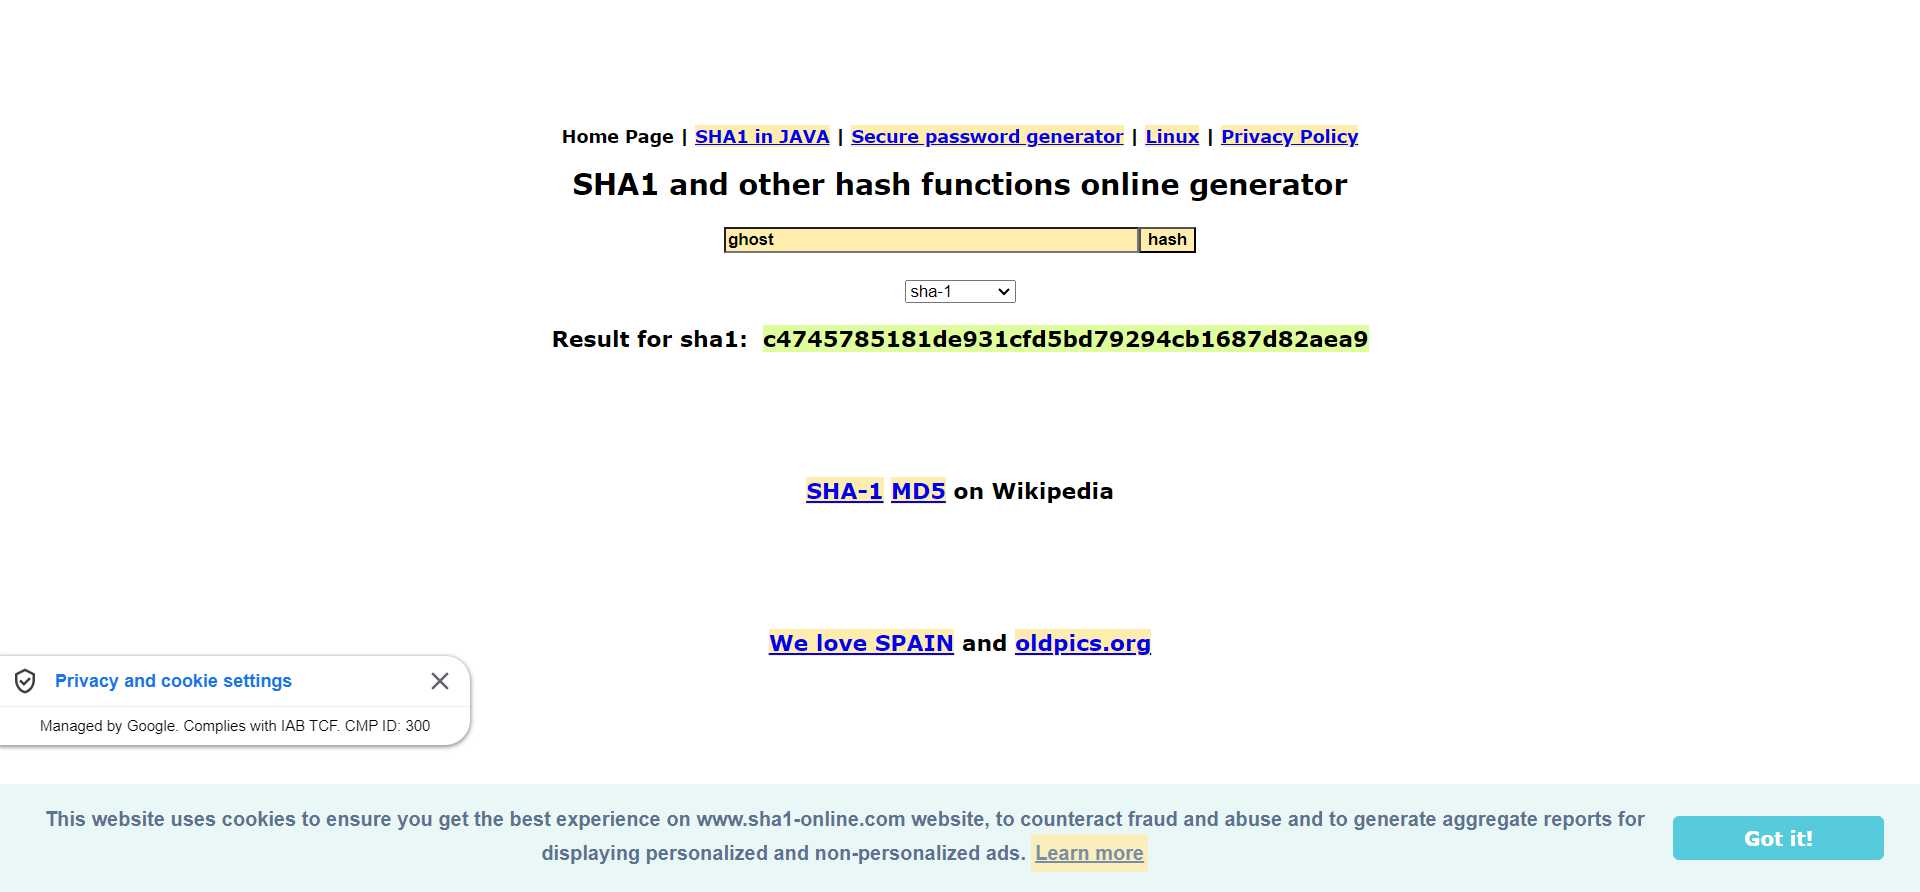 Home Page | SHA1 in JAVA | Secure password generator | Linux | Privacy Policy
SHA1 and other hash functions online generator
ghost hash
sha-1
Result for sha1: c4745785181de931cfd5bd79294cb1687d82aea9
SHA-1 MD5 on Wikipedia
We love SPAIN and oldpics.org
Privacy and cookie settings
Managed by Google. Complies with IAB TCF. CMP ID: 300
This website uses cookies to ensure you get the best experience on www.sha1-online.com website, to counteract fraud and abuse and to generate aggregate reports for
displaying personalized and non-personalized ads. Learn more
Got it!